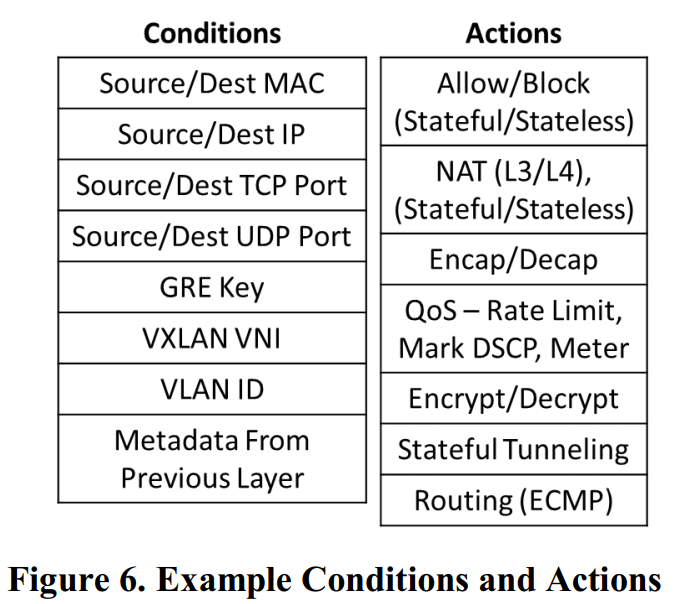 Conditions
Source/Dest MAC
Source/Dest IP
Source/Dest TCP Port
Source/Dest UDP Port
GRE Key
VXLAN VNI
VLAN ID
Metadata From
Previous Layer
Actions
Allow/Block
(Stateful/Stateless)
NAT (L3/L4),
(Stateful/Stateless)
Encap/Decap
QoS – Rate Limit,
Mark DSCP, Meter
Encrypt/Decrypt
Stateful Tunneling
Routing (ECMP)
Figure 6. Example Conditions and Actions